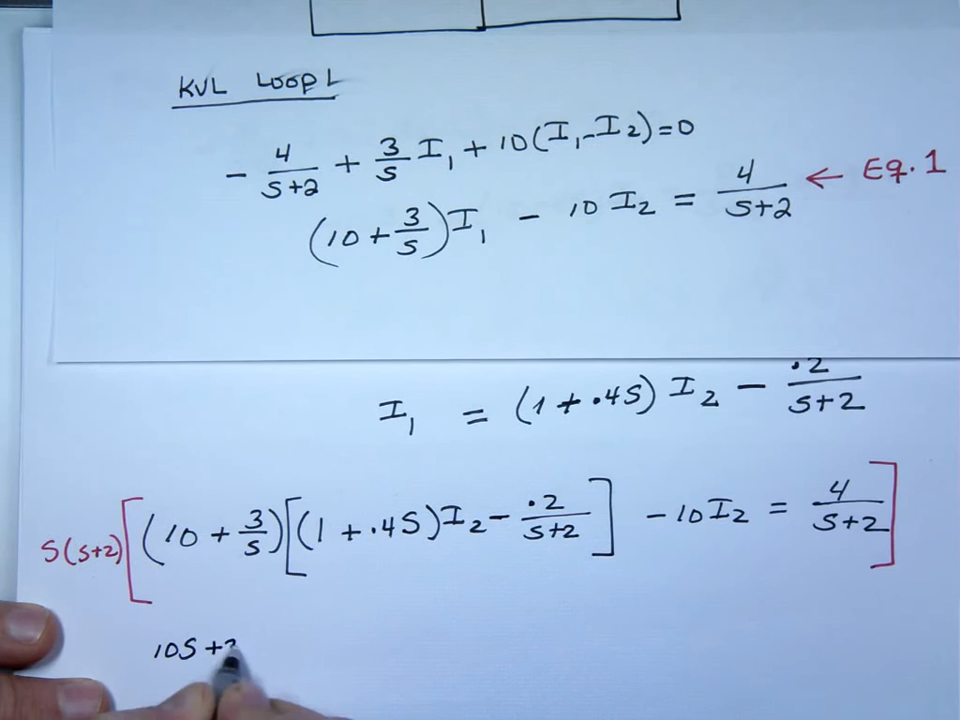 KVL LOOP 1
- 4/(S+2) + 3/S I₁ + 10(I₁ - I₂) = 0
(10 + 3/S) I₁ - 10 I₂ = 4/(S+2) ← Eq. 1
I₁ = (1 + .4S) I₂ - .2/(S+2)
S(S+2) [(10 + 3/S) [(1 + .4S) I₂ - .2/(S+2)] - 10 I₂ = 4/(S+2)]
10S +